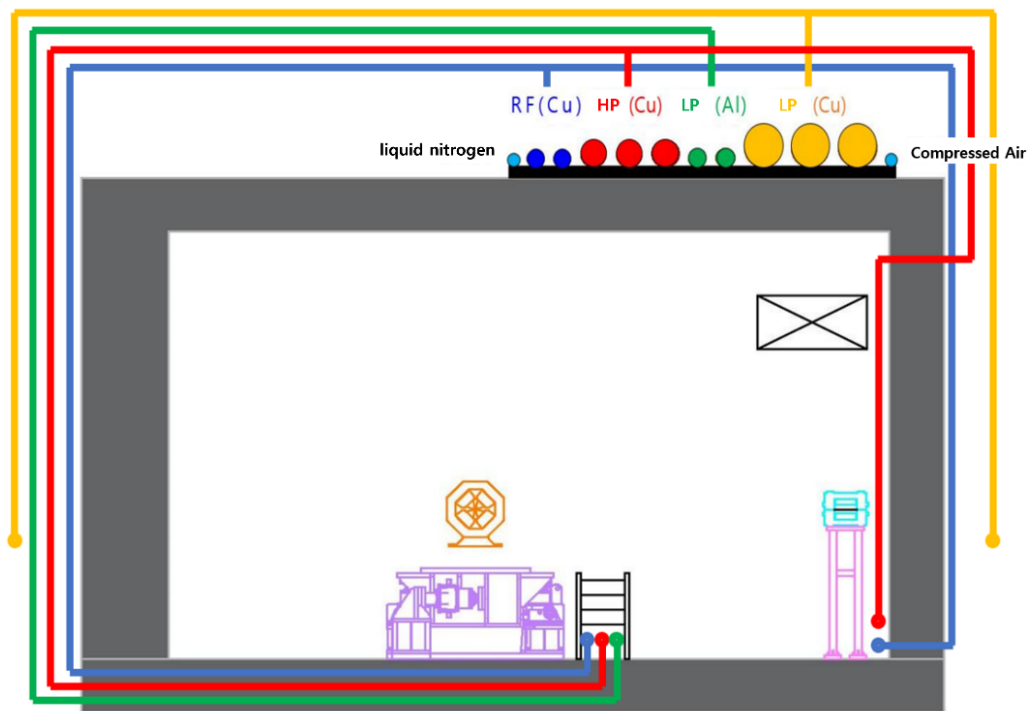 RF(Cu) HP (Cu) LP (Al) LP (Cu)
liquid nitrogen
Compressed Air